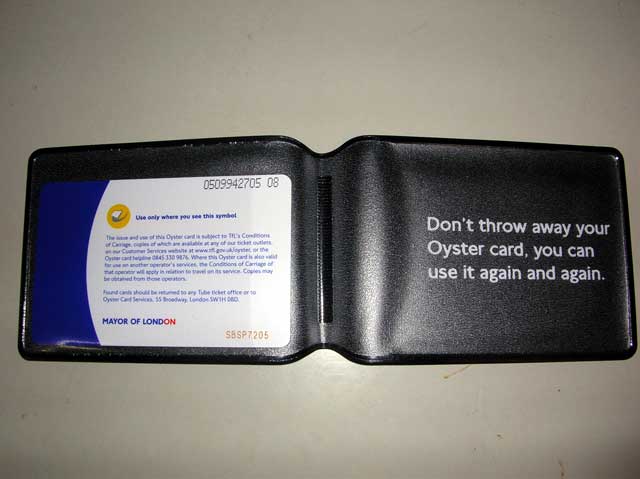 0509942705 08
Use only where you see this symbol
The issue and use of this Oyster card is subject to TfL's Conditions
of Carriage, copies of which are available at any of our ticket outlets,
on our Customer Services website at www.tfl.gov.uk/oyster, or the
Oyster card helpline 0845 330 9876. Where this Oyster card is also valid
for use on another operator's services, the Conditions of Carriage of
that operator will apply in relation to travel on its service. Copies may
be obtained from those operators.
Found cards should be returned to any Tube ticket office or to
Oyster Card Services, 55 Broadway, London SW1H 0BD.
MAYOR OF LONDON
SBSP7205
Don't throw away your
Oyster card, you can
use it again and again.